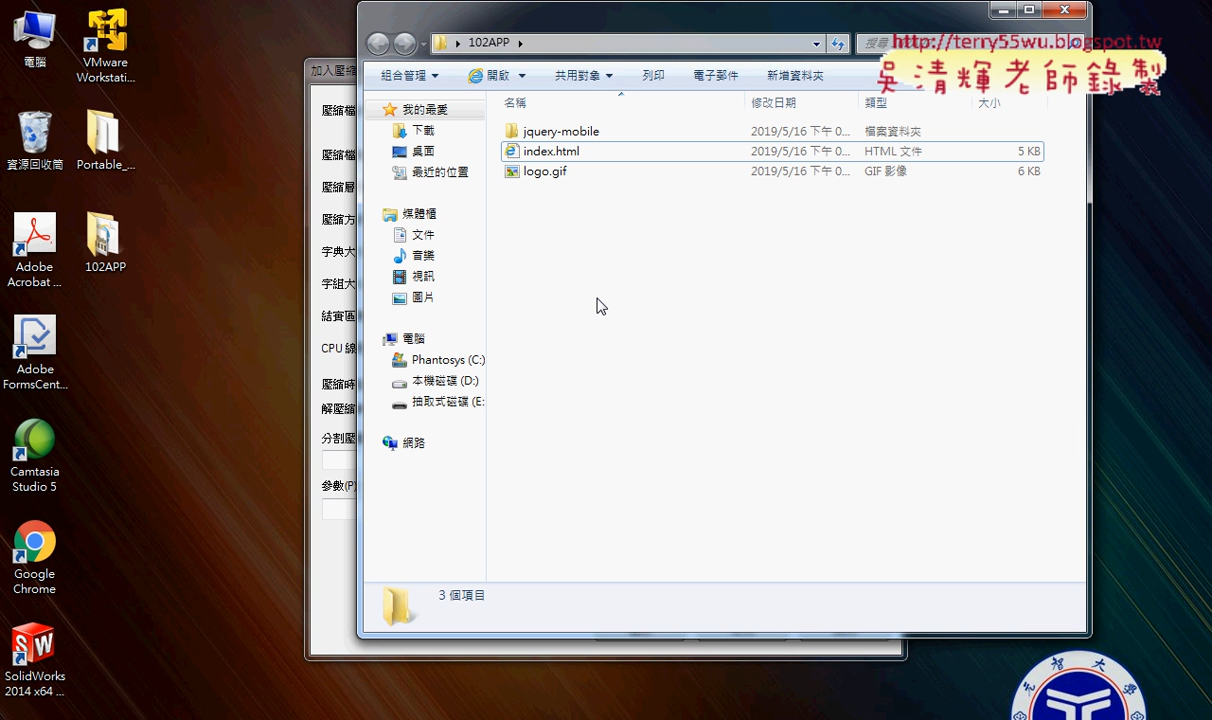 電腦
VMware
Workstati...
資源回收筒
Portable_...
Adobe
Acrobat ...
102APP
Adobe
FormsCent...
Camtasia
Studio 5
Google
Chrome
SolidWorks
2014 x64 ...
加入壓縮
壓縮檔
壓縮檔
壓縮層
壓縮方
字典大
字組大
結實區
CPU 線
壓縮時
解壓縮
分割壓
參數(P)
102APP
搜尋
http://terry55wu.blogspot.tw
吳清輝老師錄製
組合管理
開啟
共用對象
列印
電子郵件
新增資料夾
我的最愛
下載
桌面
最近的位置
媒體櫃
文件
音樂
視訊
圖片
電腦
Phantosys (C:)
本機磁碟 (D:)
抽取式磁碟 (E:
網路
名稱 修改日期 類型 大小
jquery-mobile 2019/5/16 下午 0... 檔案資料夾
index.html 2019/5/16 下午 0... HTML 文件 5 KB
logo.gif 2019/5/16 下午 0... GIF 影像 6 KB
3 個項目
元智大學